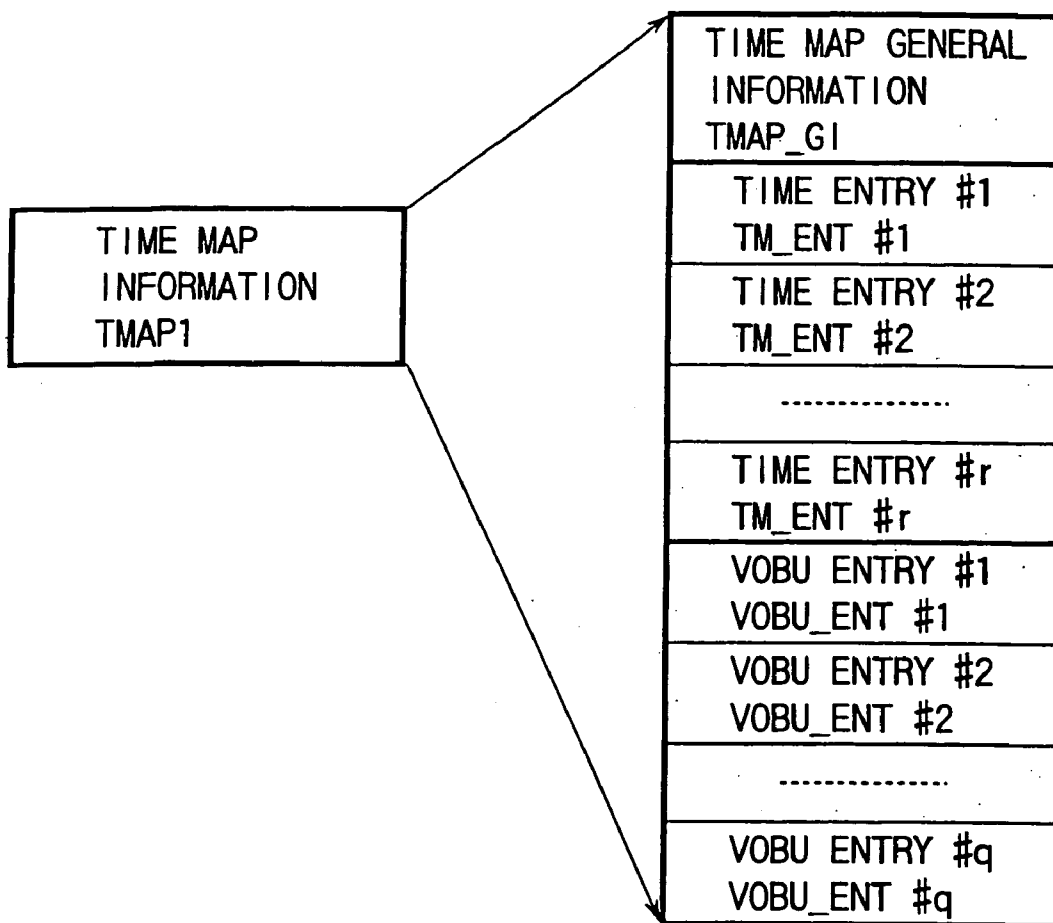 TIME MAP
INFORMATION
TMAP1
TIME MAP GENERAL
INFORMATION
TMAP_GI
TIME ENTRY #1
TM_ENT #1
TIME ENTRY #2
TM_ENT #2
TIME ENTRY #r
TM_ENT #r
VOBU ENTRY #1
VOBU_ENT #1
VOBU ENTRY #2
VOBU_ENT #2
VOBU ENTRY #q
VOBU_ENT #q